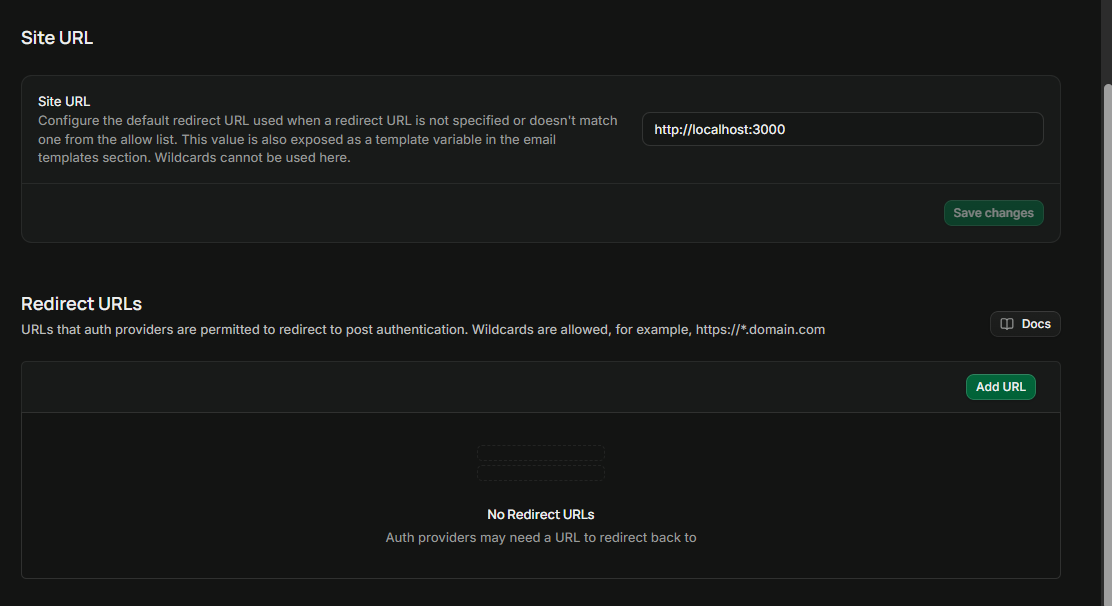 Site URL
Site URL
Configure the default redirect URL used when a redirect URL is not specified or doesn't match
one from the allow list. This value is also exposed as a template variable in the email
templates section. Wildcards cannot be used here.
http://localhost:3000
Save changes
Redirect URLs
URLs that auth providers are permitted to redirect to post authentication. Wildcards are allowed, for example, https://*.domain.com
Docs
Add URL
No Redirect URLs
Auth providers may need a URL to redirect back to